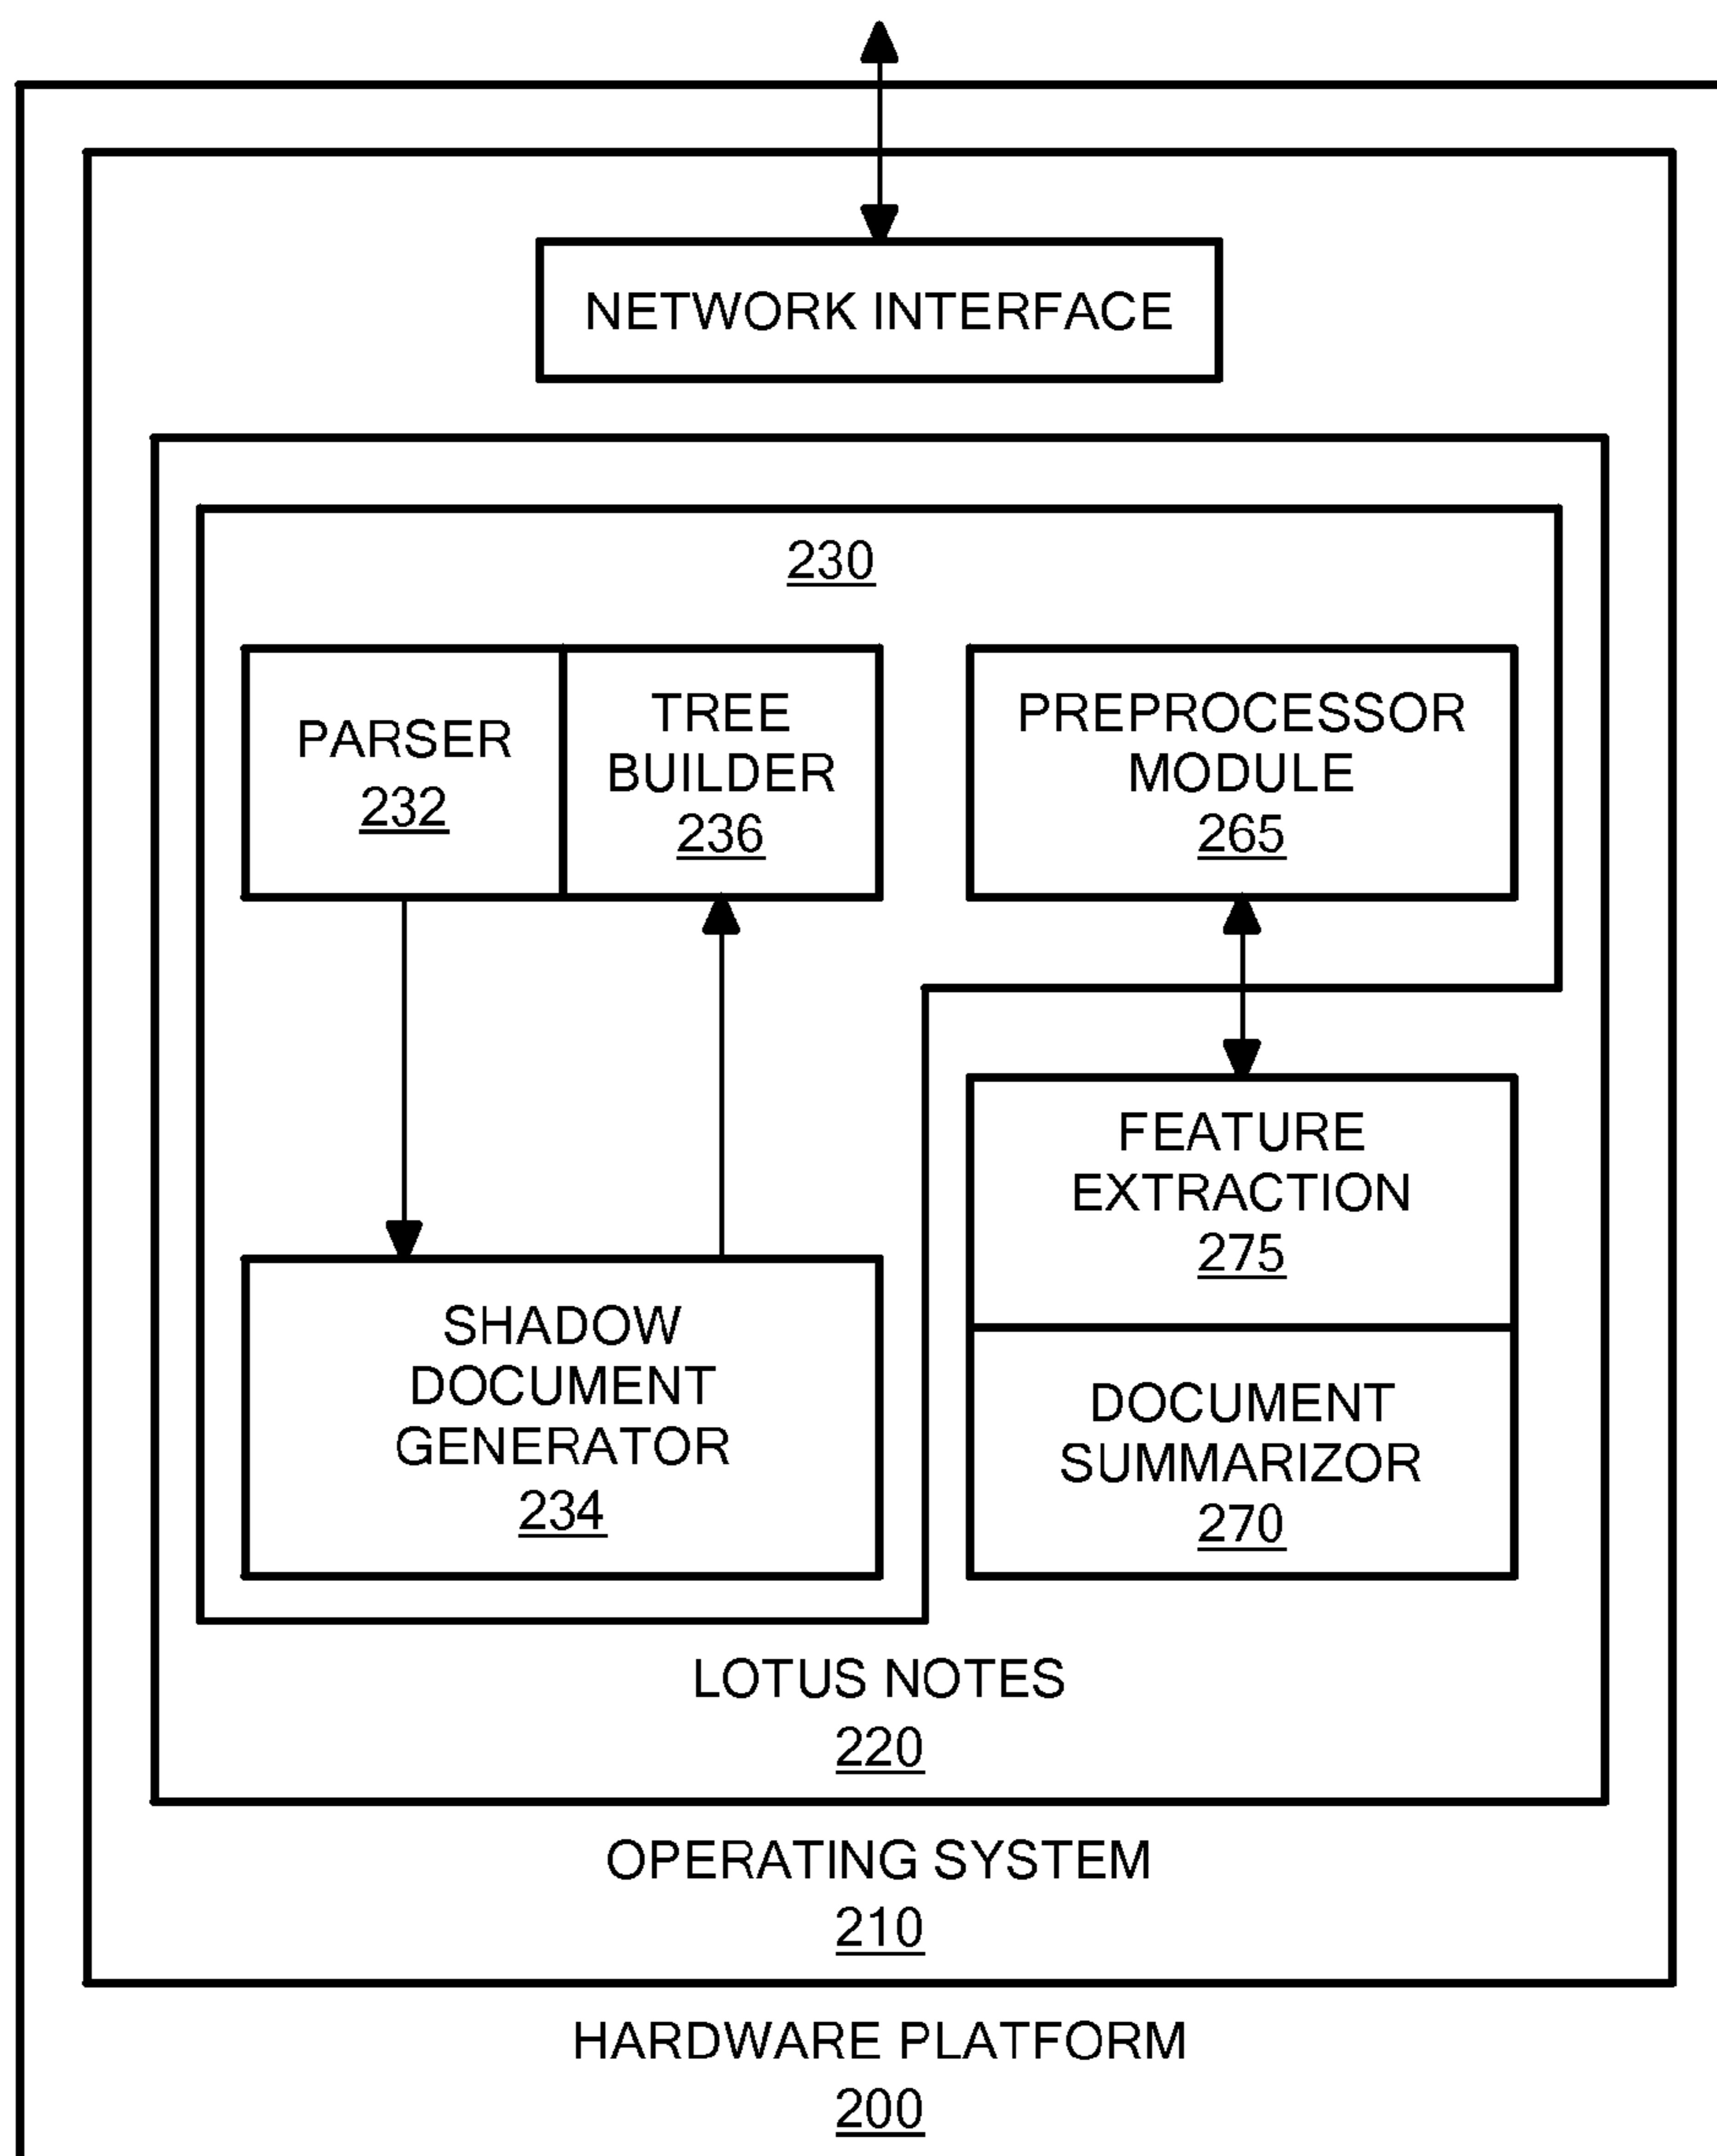 NETWORK INTERFACE
230
PARSER
232
TREE
BUILDER
236
PREPROCESSOR
MODULE
265
SHADOW
DOCUMENT
GENERATOR
234
FEATURE
EXTRACTION
275
DOCUMENT
SUMMARIZOR
270
LOTUS NOTES
220
OPERATING SYSTEM
210
HARDWARE PLATFORM
200